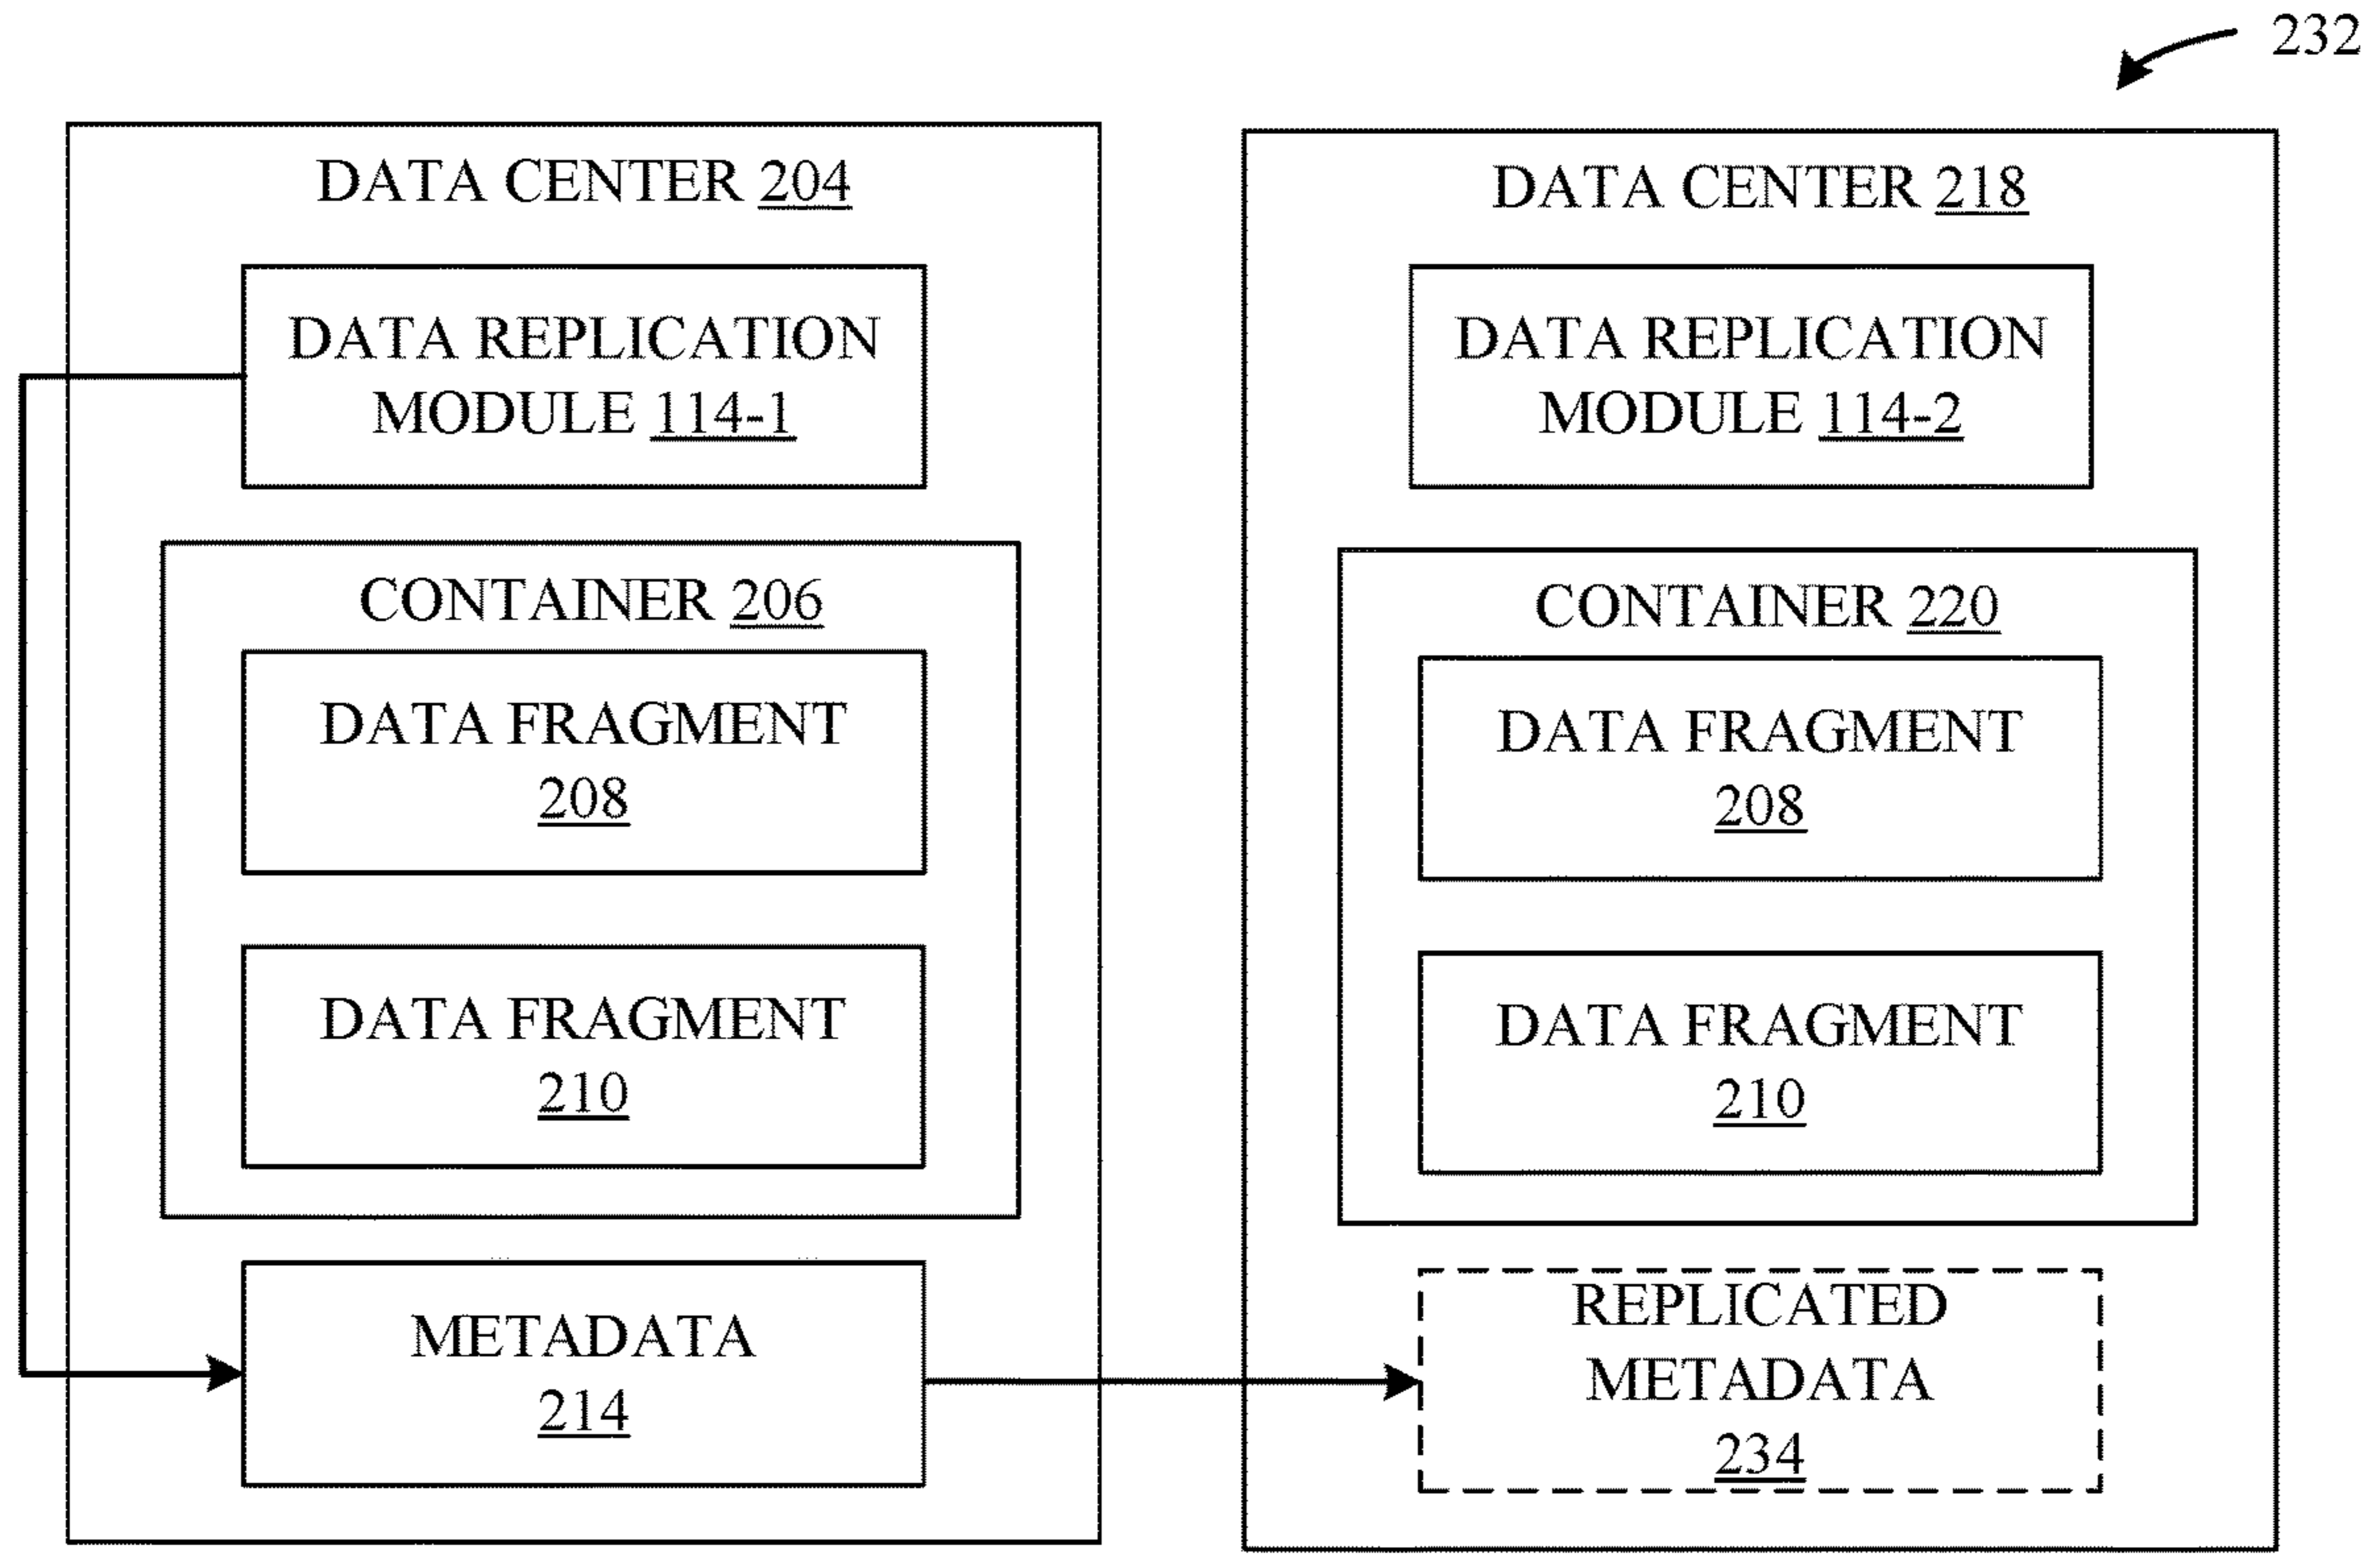 232
DATA CENTER 204
DATA REPLICATION
MODULE 114-1
CONTAINER 206
DATA FRAGMENT
208
DATA FRAGMENT
210
METADATA
214
DATA CENTER 218
DATA REPLICATION
MODULE 114-2
CONTAINER 220
DATA FRAGMENT
208
DATA FRAGMENT
210
REPLICATED
METADATA
234